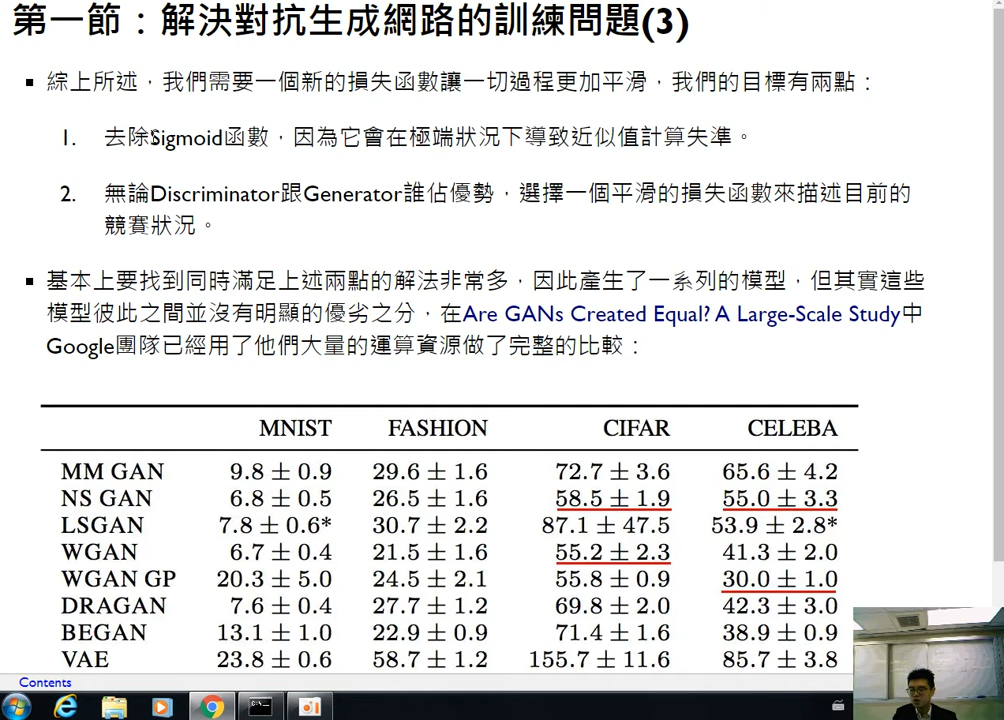 第一節：解決對抗生成網路的訓練問題(3)
綜上所述，我們需要一個新的損失函數讓一切過程更加平滑，我們的目標有兩點：
1. 去除Sigmoid函數，因為它會在極端狀況下導致近似值計算失準。
2. 無論Discriminator跟Generator誰佔優勢，選擇一個平滑的損失函數來描述目前的
競賽狀況。
基本上要找到同時滿足上述兩點的解法非常多，因此產生了一系列的模型，但其實這些
模型彼此之間並沒有明顯的優劣之分，在Are GANs Created Equal? A Large-Scale Study中
Google團隊已經用了他們大量的運算資源做了完整的比較：
MNIST FASHION CIFAR CELEBA
MM GAN 9.8 ± 0.9 29.6 ± 1.6 72.7 ± 3.6 65.6 ± 4.2
NS GAN 6.8 ± 0.5 26.5 ± 1.6 58.5 ± 1.9 55.0 ± 3.3
LSGAN 7.8 ± 0.6* 30.7 ± 2.2 87.1 ± 47.5 53.9 ± 2.8*
WGAN 6.7 ± 0.4 21.5 ± 1.6 55.2 ± 2.3 41.3 ± 2.0
WGAN GP 20.3 ± 5.0 24.5 ± 2.1 55.8 ± 0.9 30.0 ± 1.0
DRAGAN 7.6 ± 0.4 27.7 ± 1.2 69.8 ± 2.0 42.3 ± 3.0
BEGAN 13.1 ± 1.0 22.9 ± 0.9 71.4 ± 1.6 38.9 ± 0.9
VAE 23.8 ± 0.6 58.7 ± 1.2 155.7 ± 11.6 85.7 ± 3.8
Contents